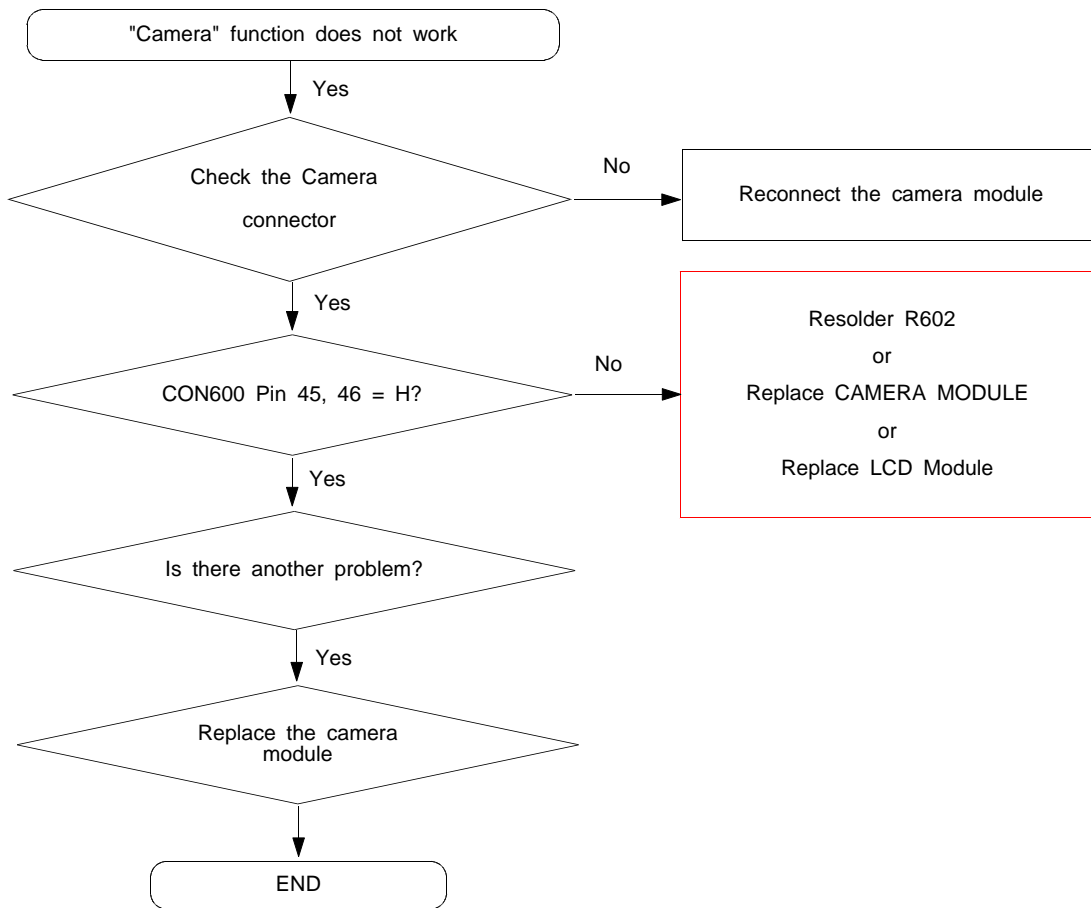 "Camera" function does not work
Yes
Check the Camera
connector
No
Reconnect the camera module
Yes
CON600 Pin 45, 46 = H?
No
Resolder R602
or
Replace CAMERA MODULE
or
Replace LCD Module
Yes
Is there another problem?
Yes
Replace the camera
module
END